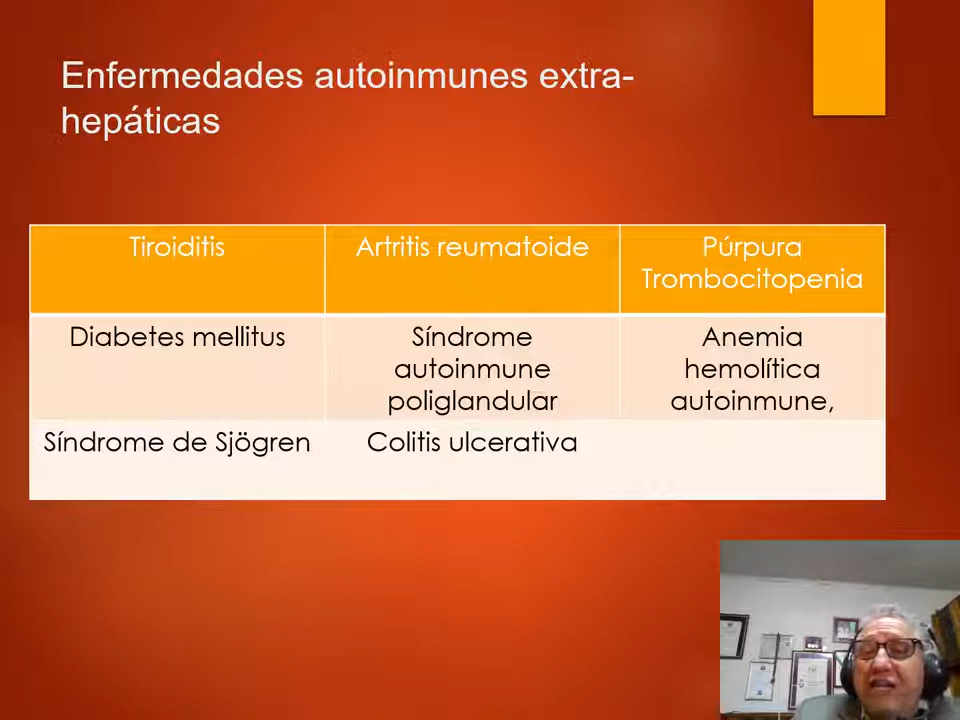 Enfermedades autoinmunes extra-
hepáticas
Tiroiditis
Artritis reumatoide
Púrpura
Trombocitopenia
Diabetes mellitus
Síndrome
autoinmune
poliglandular
Anemia
hemolítica
autoinmune,
Síndrome de Sjögren
Colitis ulcerativa